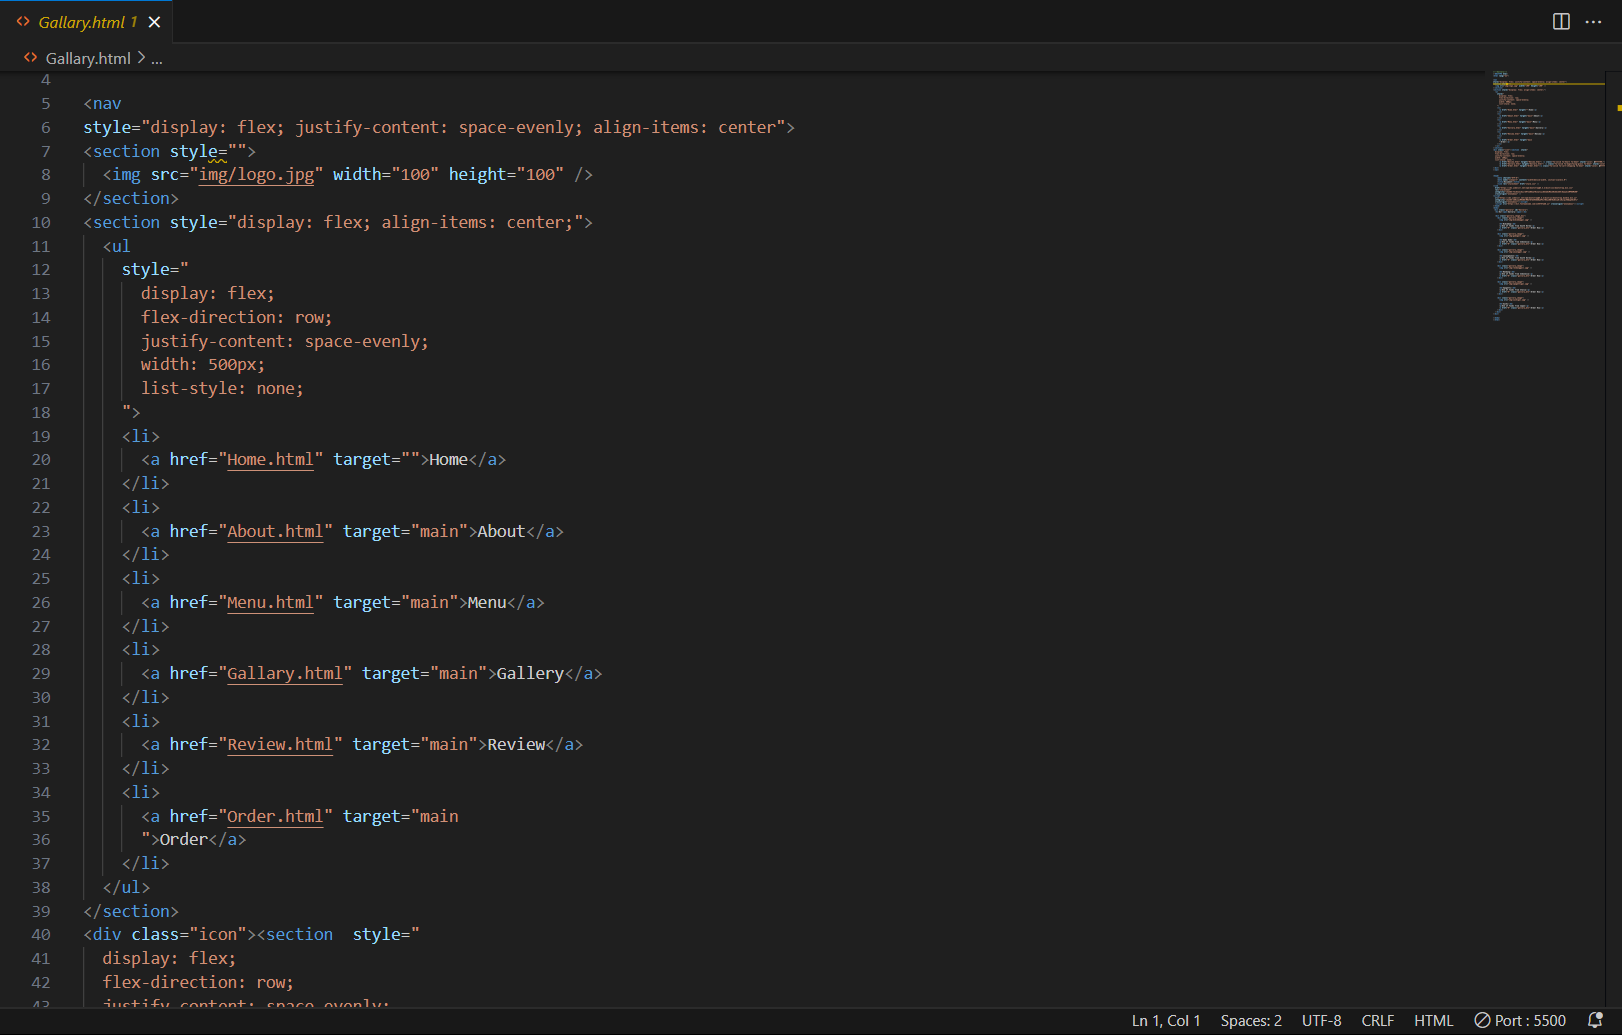 Gallary.html 1
Gallary.html > ...
4
5 <nav
6 style="display: flex; justify-content: space-evenly; align-items: center">
7 <section style="">
8 <img src="img/logo.jpg" width="100" height="100" />
9 </section>
10 <section style="display: flex; align-items: center;">
11 <ul
12 style="
13 display: flex;
14 flex-direction: row;
15 justify-content: space-evenly;
16 width: 500px;
17 list-style: none;
18 ">
19 <li>
20 <a href="Home.html" target="">Home</a>
21 </li>
22 <li>
23 <a href="About.html" target="main">About</a>
24 </li>
25 <li>
26 <a href="Menu.html" target="main">Menu</a>
27 </li>
28 <li>
29 <a href="Gallary.html" target="main">Gallery</a>
30 </li>
31 <li>
32 <a href="Review.html" target="main">Review</a>
33 </li>
34 <li>
35 <a href="Order.html" target="main
36 ">Order</a>
37 </li>
38 </ul>
39 </section>
40 <div class="icon"><section  style="
41 display: flex;
42 flex-direction: row;
43 justify-content: space-evenly;
Ln 1, Col 1 Spaces: 2 UTF-8 CRLF HTML Port : 5500